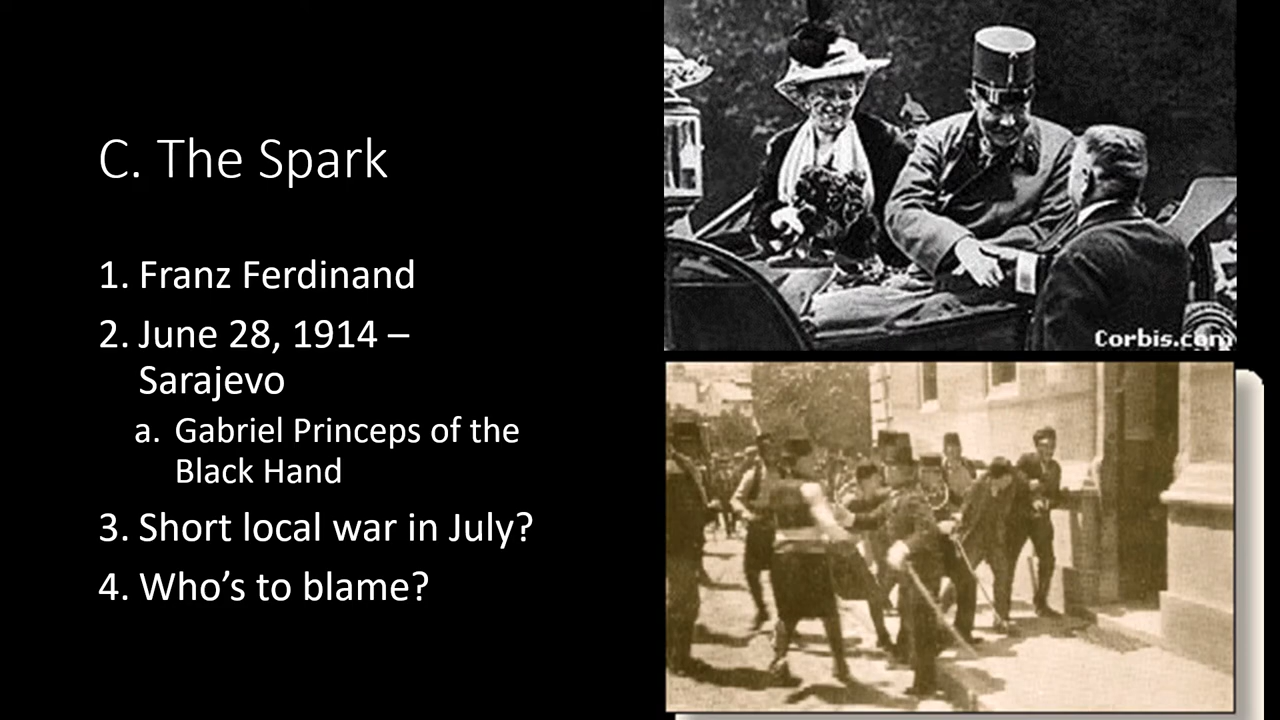 C. The Spark
1. Franz Ferdinand
2. June 28, 1914 –
Sarajevo
a. Gabriel Princeps of the
Black Hand
3. Short local war in July?
4. Who's to blame?
Corbis.com